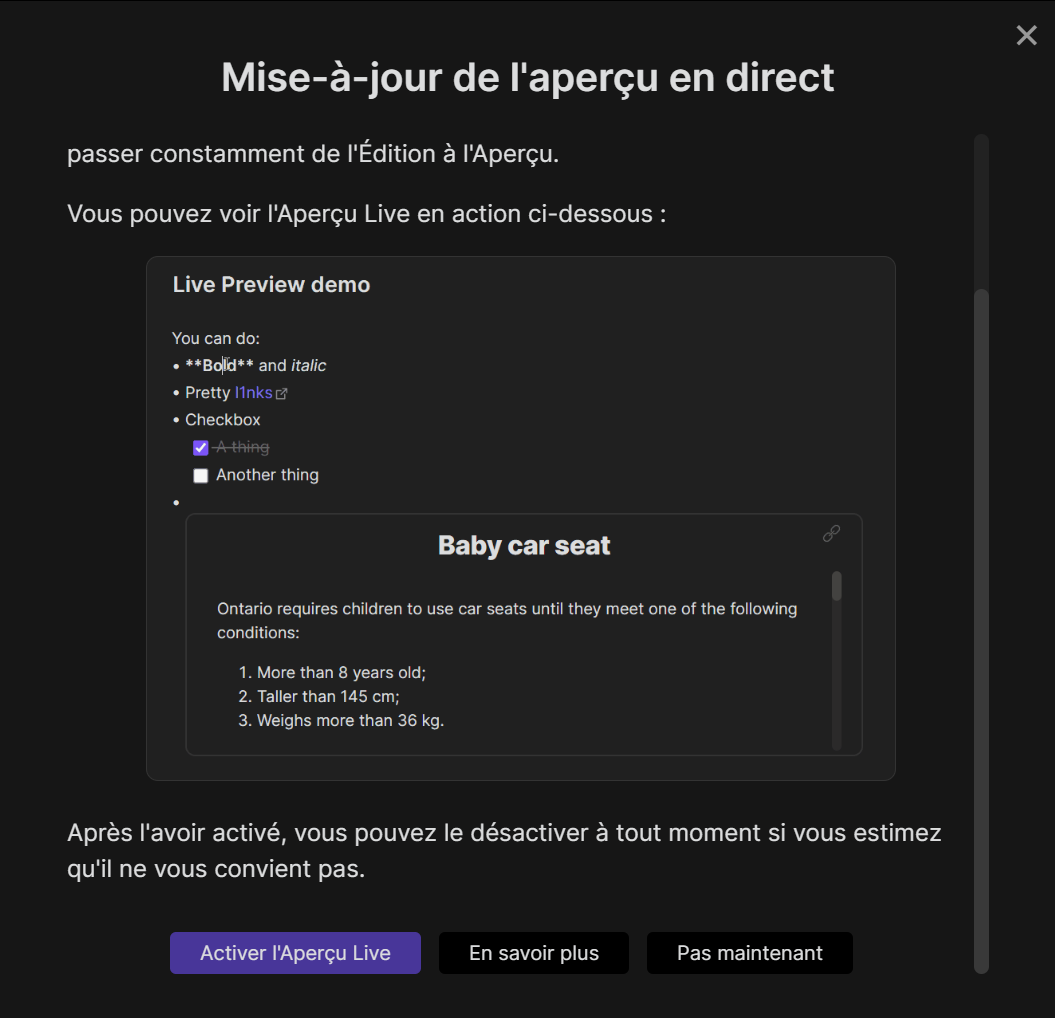 Mise-à-jour de l'aperçu en direct
passer constamment de l'Édition à l'Aperçu.
Vous pouvez voir l'Aperçu Live en action ci-dessous :
Live Preview demo
You can do:
• **Bold** and italic
• Pretty l1nks
• Checkbox
A thing
Another thing
•
Baby car seat
Ontario requires children to use car seats until they meet one of the following
conditions:
1. More than 8 years old;
2. Taller than 145 cm;
3. Weighs more than 36 kg.
Après l'avoir activé, vous pouvez le désactiver à tout moment si vous estimez
qu'il ne vous convient pas.
Activer l'Aperçu Live
En savoir plus
Pas maintenant